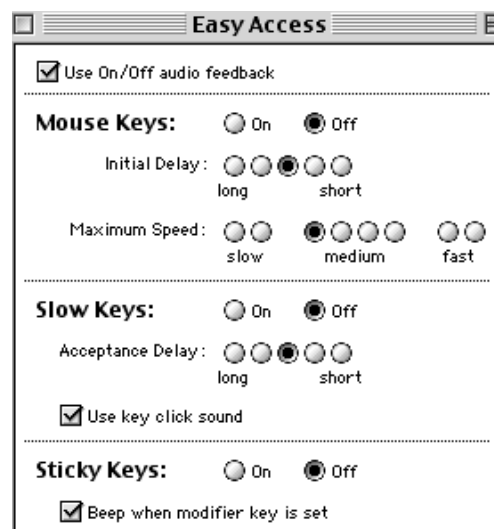 Easy Access
Use On/Off audio feedback
Mouse Keys: On Off
Initial Delay:
long short
Maximum Speed:
slow medium fast
Slow Keys: On Off
Acceptance Delay:
long short
Use key click sound
Sticky Keys: On Off
Beep when modifier key is set